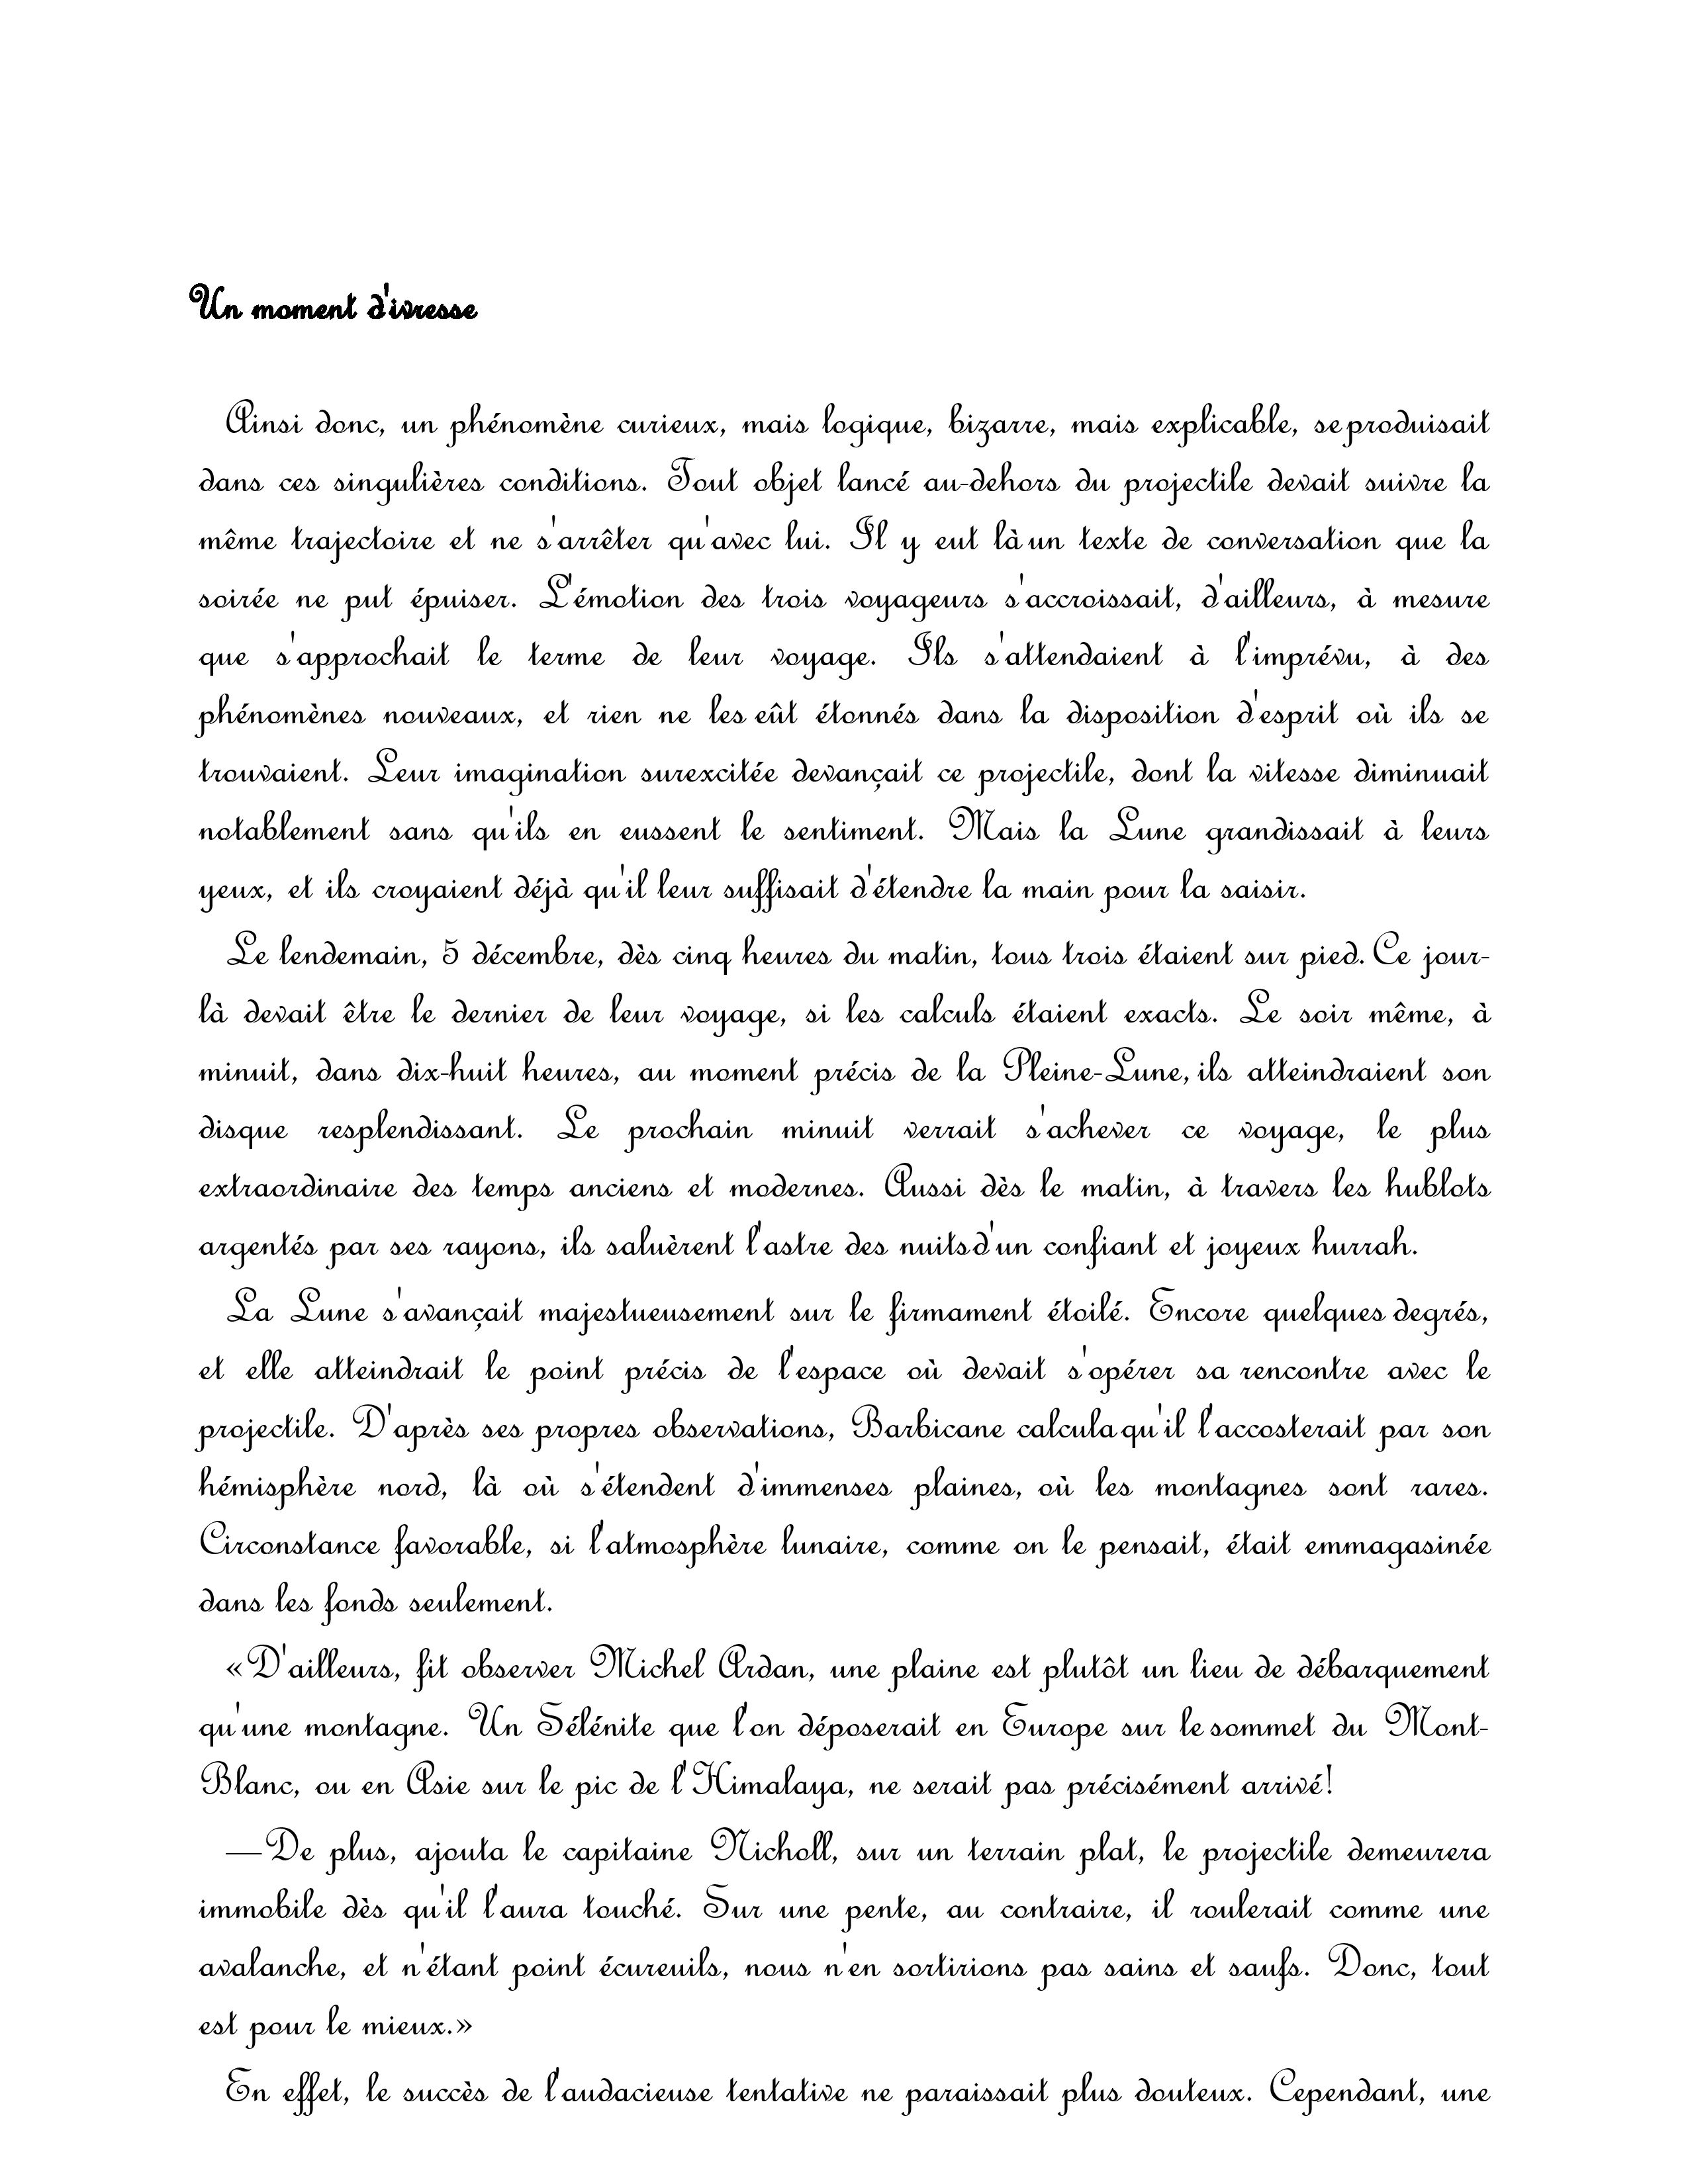 Un moment d'ivresse
Ainsi donc, un phénomène curieux, mais logique, bizarre, mais explicable, se produisait
dans ces singulières conditions. Tout objet lancé au-dehors du projectile devait suivre la
même trajectoire et ne s'arrêter qu'avec lui. Il y eut là un texte de conversation que la
soirée ne put épuiser. L'émotion des trois voyageurs s'accroissait, d'ailleurs, à mesure
que s'approchait le terme de leur voyage. Ils s'attendaient à l'imprévu, à des
phénomènes nouveaux, et rien ne les eût étonnés dans la disposition d'esprit où ils se
trouvaient. Leur imagination surexcitée devançait ce projectile, dont la vitesse diminuait
notablement sans qu'ils en eussent le sentiment. Mais la Lune grandissait à leurs
yeux, et ils croyaient déjà qu'il leur suffisait d'étendre la main pour la saisir.
Le lendemain, 5 décembre, dès cinq heures du matin, tous trois étaient sur pied. Ce jour-
là devait être le dernier de leur voyage, si les calculs étaient exacts. Le soir même, à
minuit, dans dix-huit heures, au moment précis de la Pleine-Lune, ils atteindraient son
disque resplendissant. Le prochain minuit verrait s'achever ce voyage, le plus
extraordinaire des temps anciens et modernes. Aussi dès le matin, à travers les hublots
argentés par ses rayons, ils saluèrent l'astre des nuits d'un confiant et joyeux hurrah.
La Lune s'avançait majestueusement sur le firmament étoilé. Encore quelques degrés,
et elle atteindrait le point précis de l'espace où devait s'opérer sa rencontre avec le
projectile. D'après ses propres observations, Barbicane calcula qu'il l'accosterait par son
hémisphère nord, là où s'étendent d'immenses plaines, où les montagnes sont rares.
Circonstance favorable, si l'atmosphère lunaire, comme on le pensait, était emmagasinée
dans les fonds seulement.
«D'ailleurs, fit observer Michel Ardan, une plaine est plutôt un lieu de débarquement
qu'une montagne. Un Sélénite que l'on déposerait en Europe sur le sommet du Mont-
Blanc, ou en Asie sur le pic de l'Himalaya, ne serait pas précisément arrivé!
—De plus, ajouta le capitaine Nicholl, sur un terrain plat, le projectile demeurera
immobile dès qu'il l'aura touché. Sur une pente, au contraire, il roulerait comme une
avalanche, et n'étant point écureuils, nous n'en sortirions pas sains et saufs. Donc, tout
est pour le mieux.»
En effet, le succès de l'audacieuse tentative ne paraissait plus douteux. Cependant, une